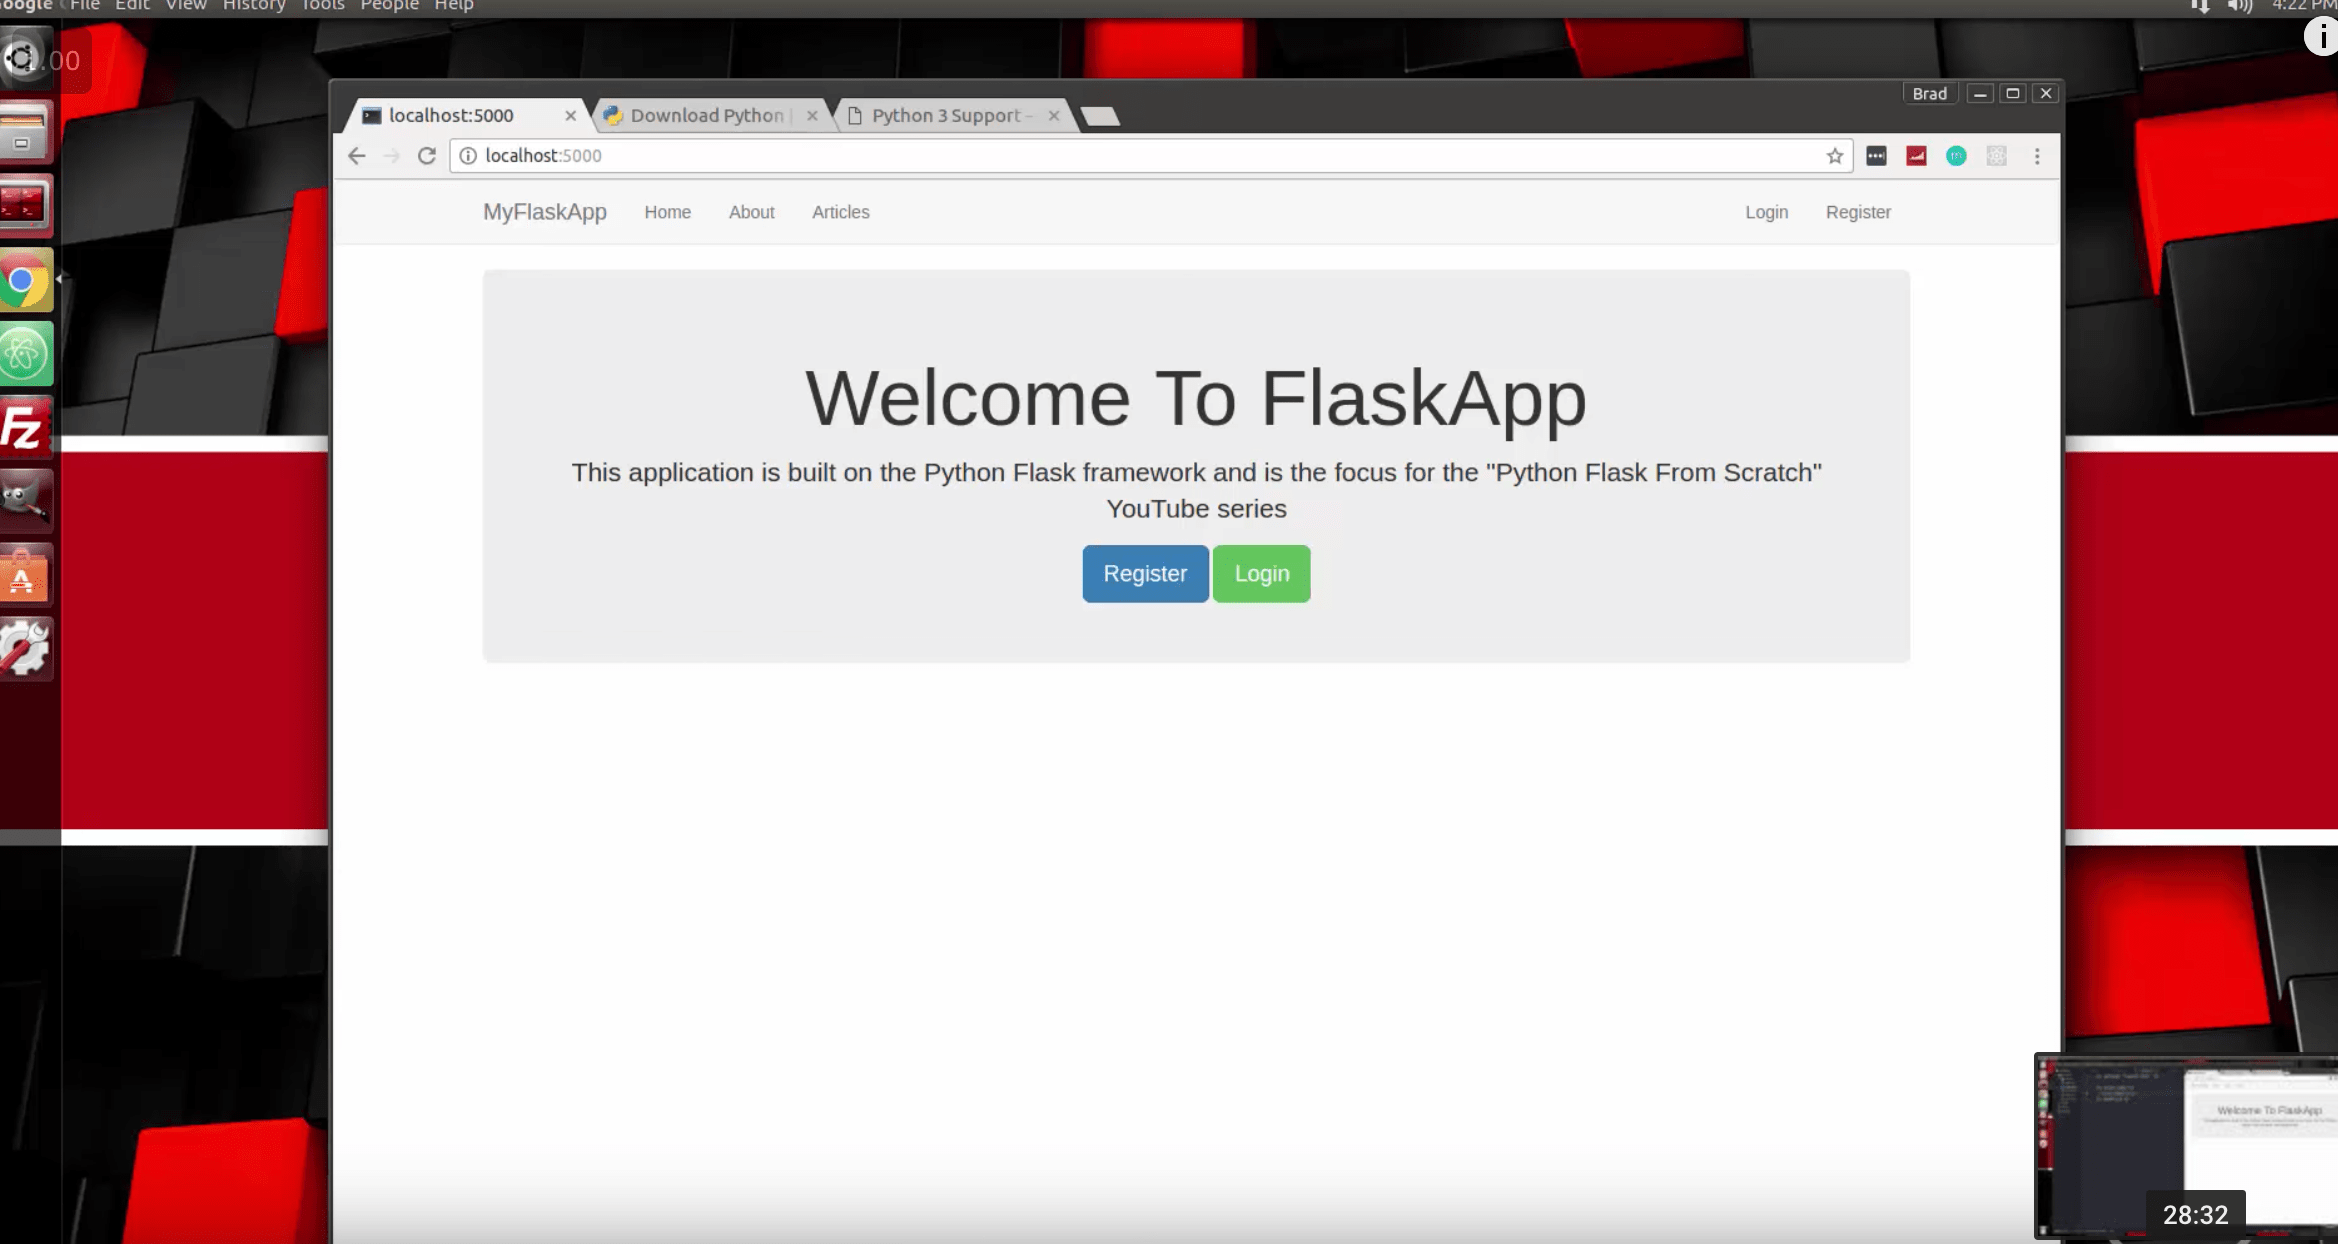 File Edit View History Tools People Help
4:22 PM
1.00
Brad
localhost:5000
Download Python |
Python 3 Support -
localhost:5000
MyFlaskApp Home About Articles Login Register
Welcome To FlaskApp
This application is built on the Python Flask framework and is the focus for the "Python Flask From Scratch"
YouTube series
Register Login
Welcome To FlaskApp
28:32